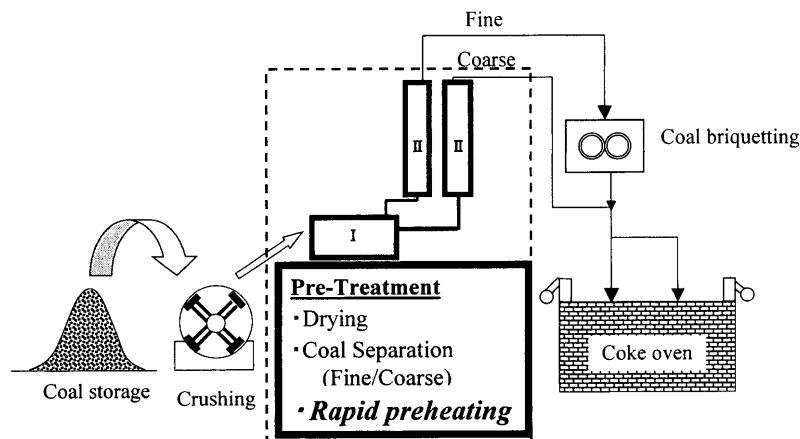 Fine
Coarse
II
II
Coal briquetting
I
Pre-Treatment
・Drying
・Coal Separation
(Fine/Coarse)
・Rapid preheating
Coal storage
Crushing
Coke oven